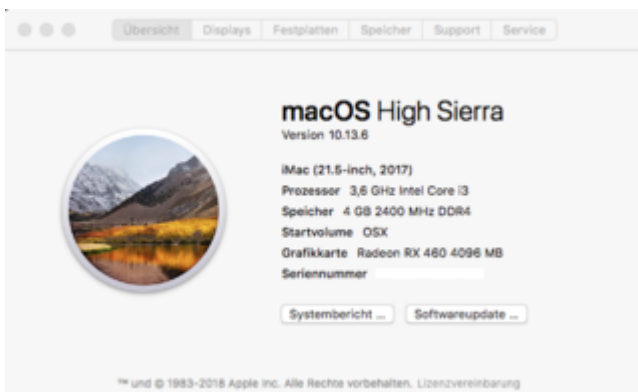 Übersicht Displays Festplatten Speicher Support Service
macOS High Sierra
Version 10.13.6
iMac (21.5-inch, 2017)
Prozessor 3,6 GHz Intel Core i3
Speicher 4 GB 2400 MHz DDR4
Startvolume OSX
Grafikkarte Radeon RX 460 4096 MB
Seriennummer
Systembericht ... Softwareupdate ...
™ und © 1983-2018 Apple Inc. Alle Rechte vorbehalten. Lizenzvereinbarung